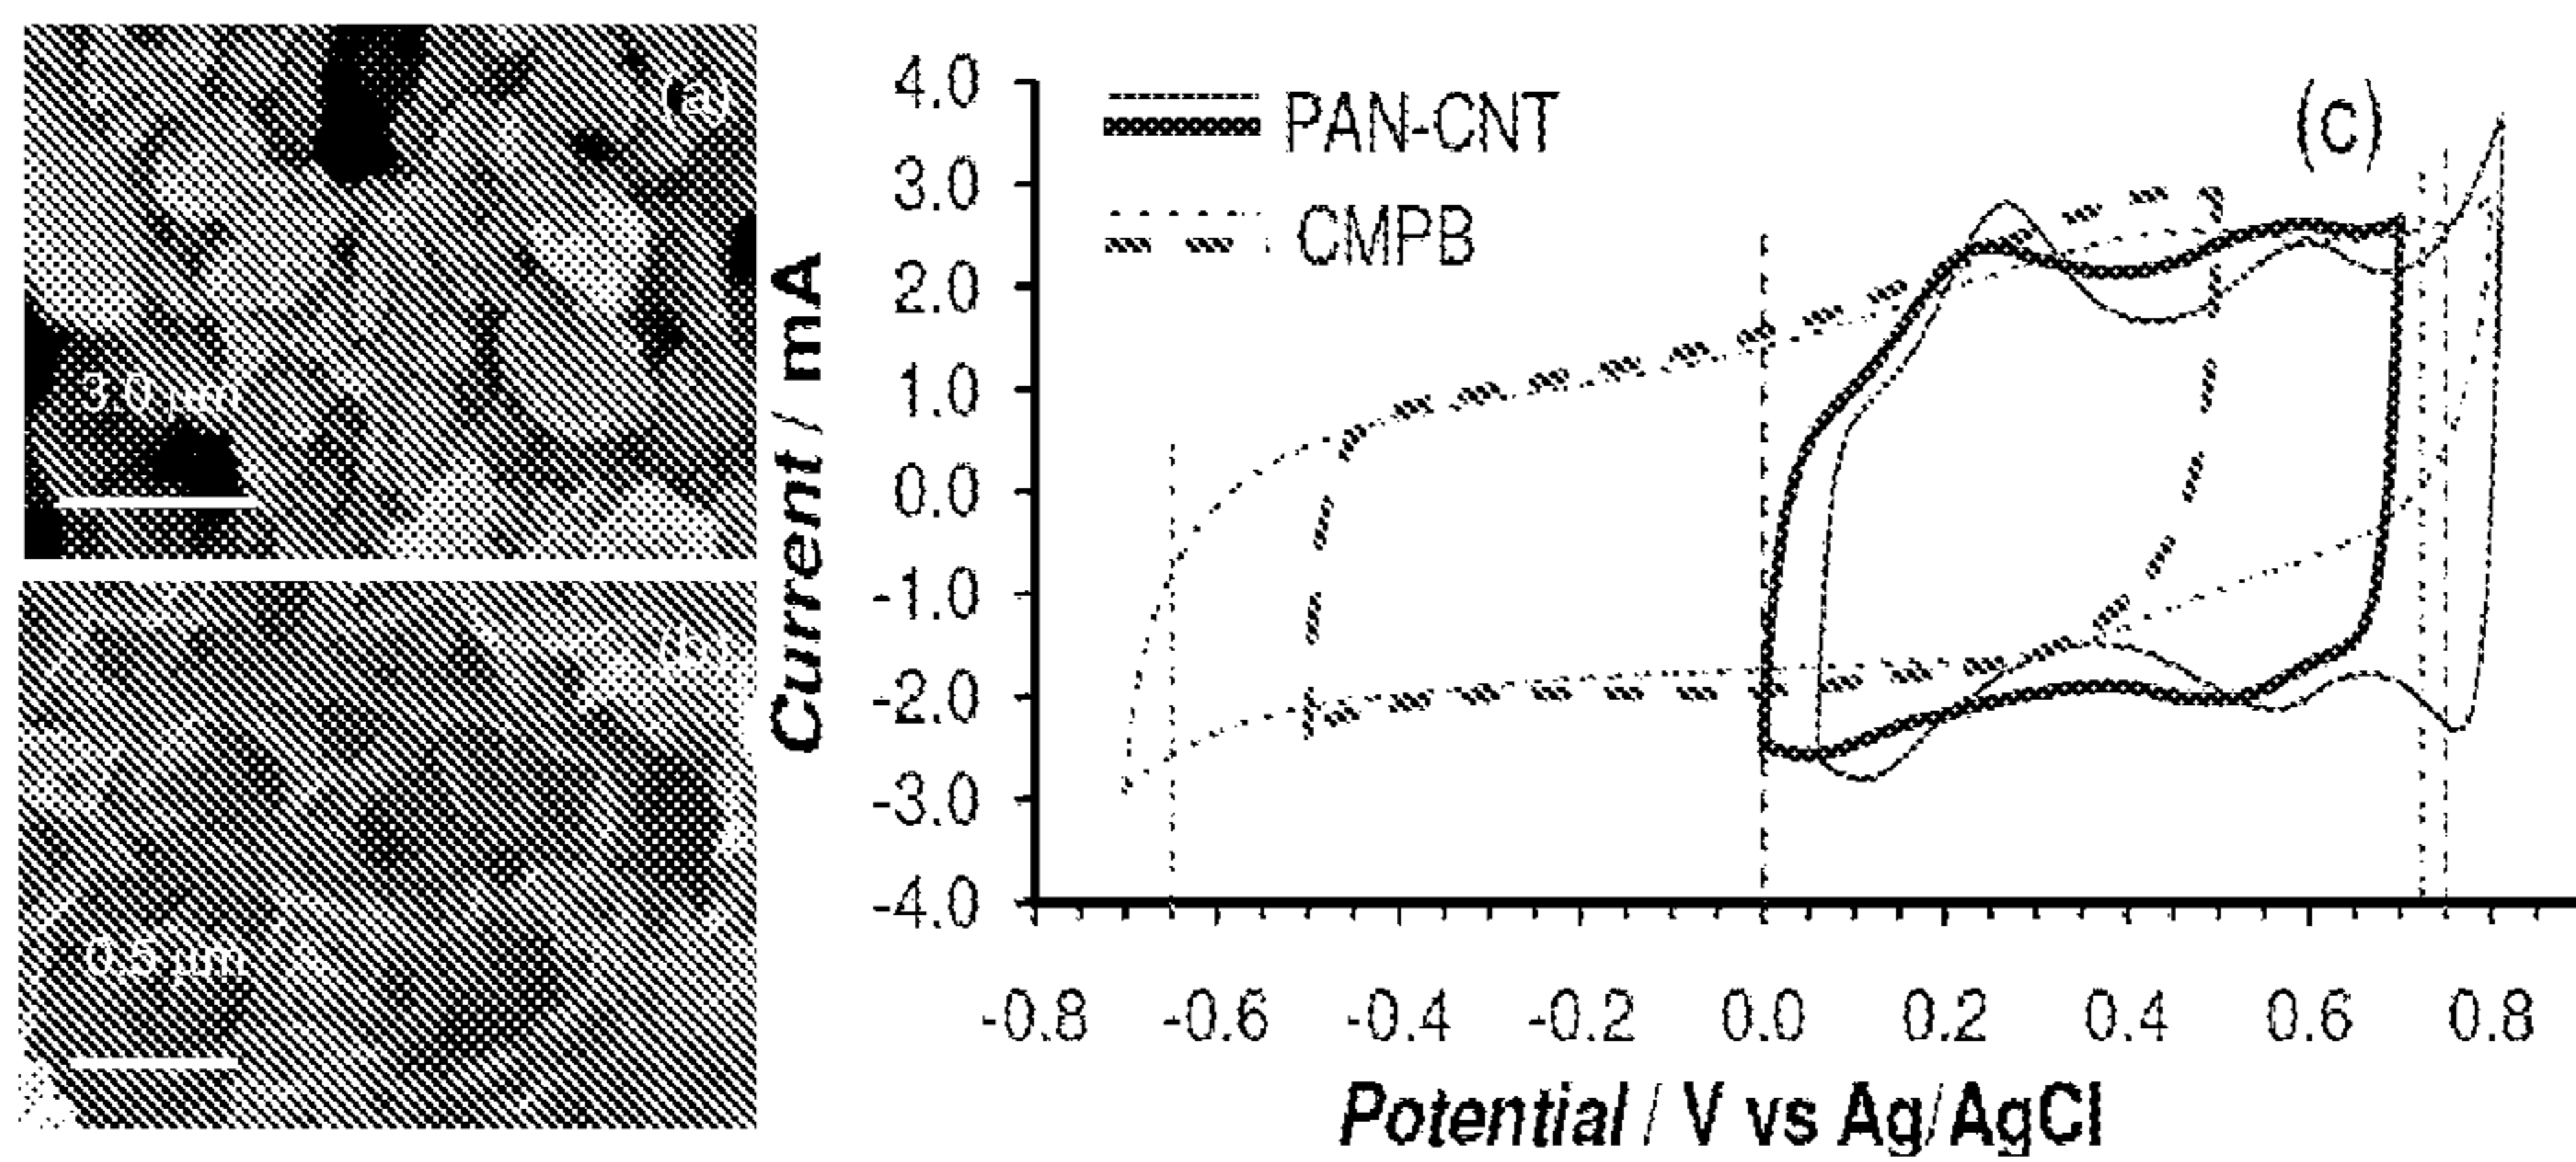 (a)
3.0 μm
(b)
0.5 μm
(c)
PAN-CNT
CMPB
Current / mA
4.0
3.0
2.0
1.0
0.0
-1.0
-2.0
-3.0
-4.0
-0.8 -0.6 -0.4 -0.2 0.0 0.2 0.4 0.6 0.8
Potential / V vs Ag/AgCl